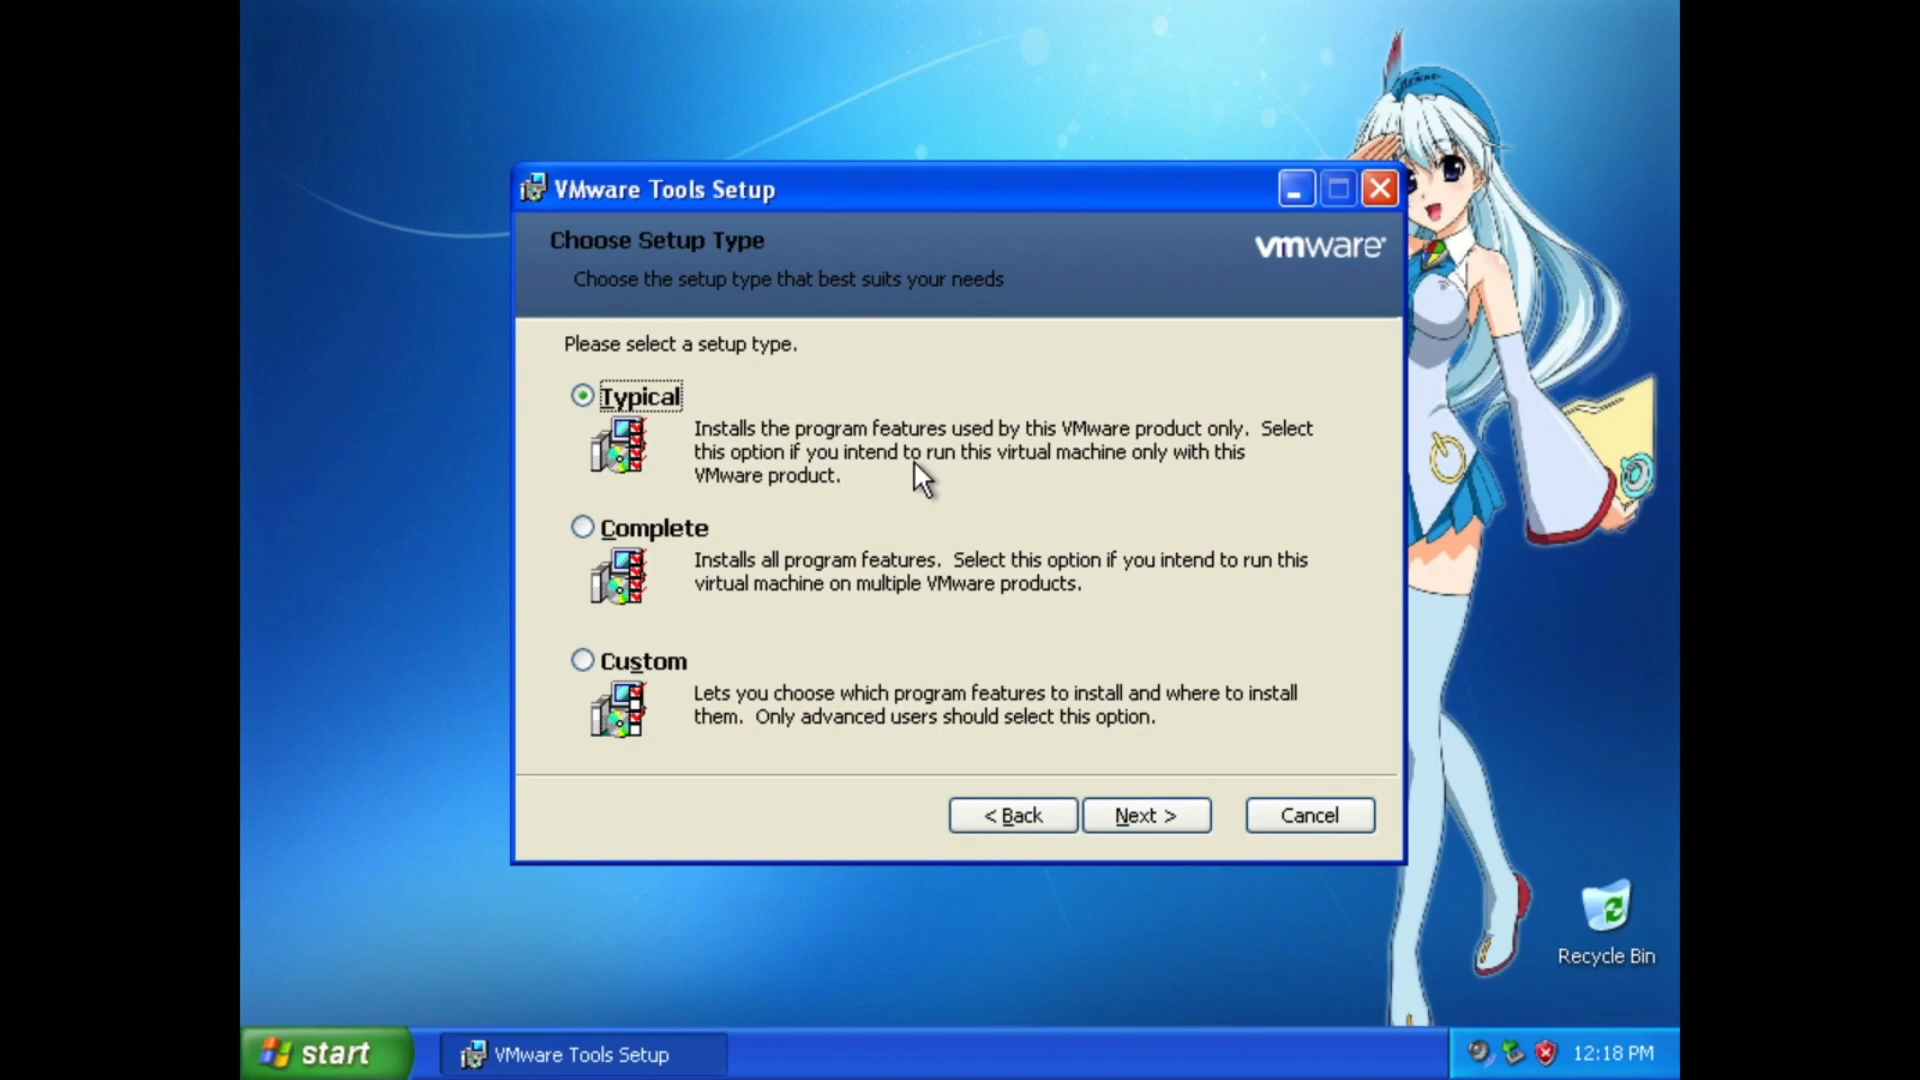 VMware Tools Setup
Choose Setup Type
vmware
Choose the setup type that best suits your needs
Please select a setup type.
Typical
Installs the program features used by this VMware product only.  Select
this option if you intend to run this virtual machine only with this
VMware product.
Complete
Installs all program features.  Select this option if you intend to run this
virtual machine on multiple VMware products.
Custom
Lets you choose which program features to install and where to install
them.  Only advanced users should select this option.
< Back
Next >
Cancel
Recycle Bin
start
VMware Tools Setup
12:18 PM